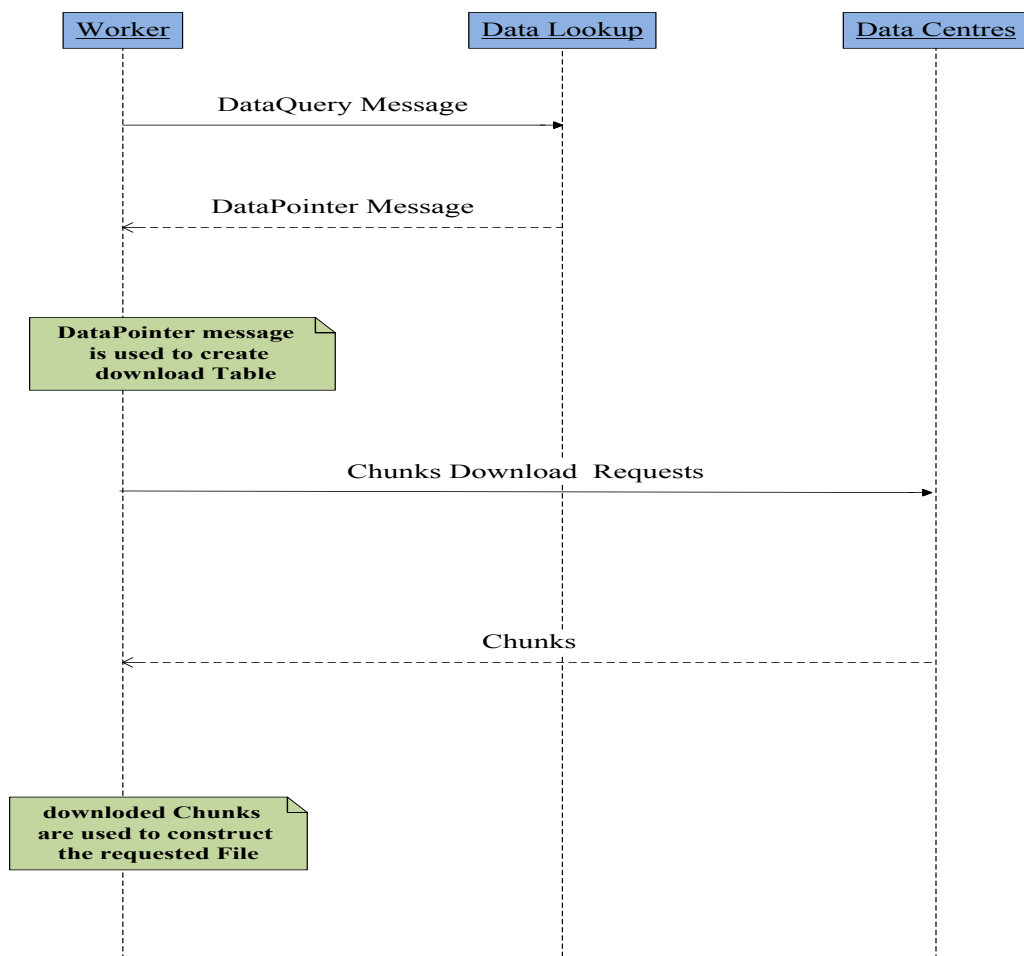 Worker
Data Lookup
Data Centres
DataQuery Message
DataPointer Message
DataPointer message
is used to create
download Table
Chunks Download  Requests
Chunks
downloded Chunks
are used to construct
the requested File